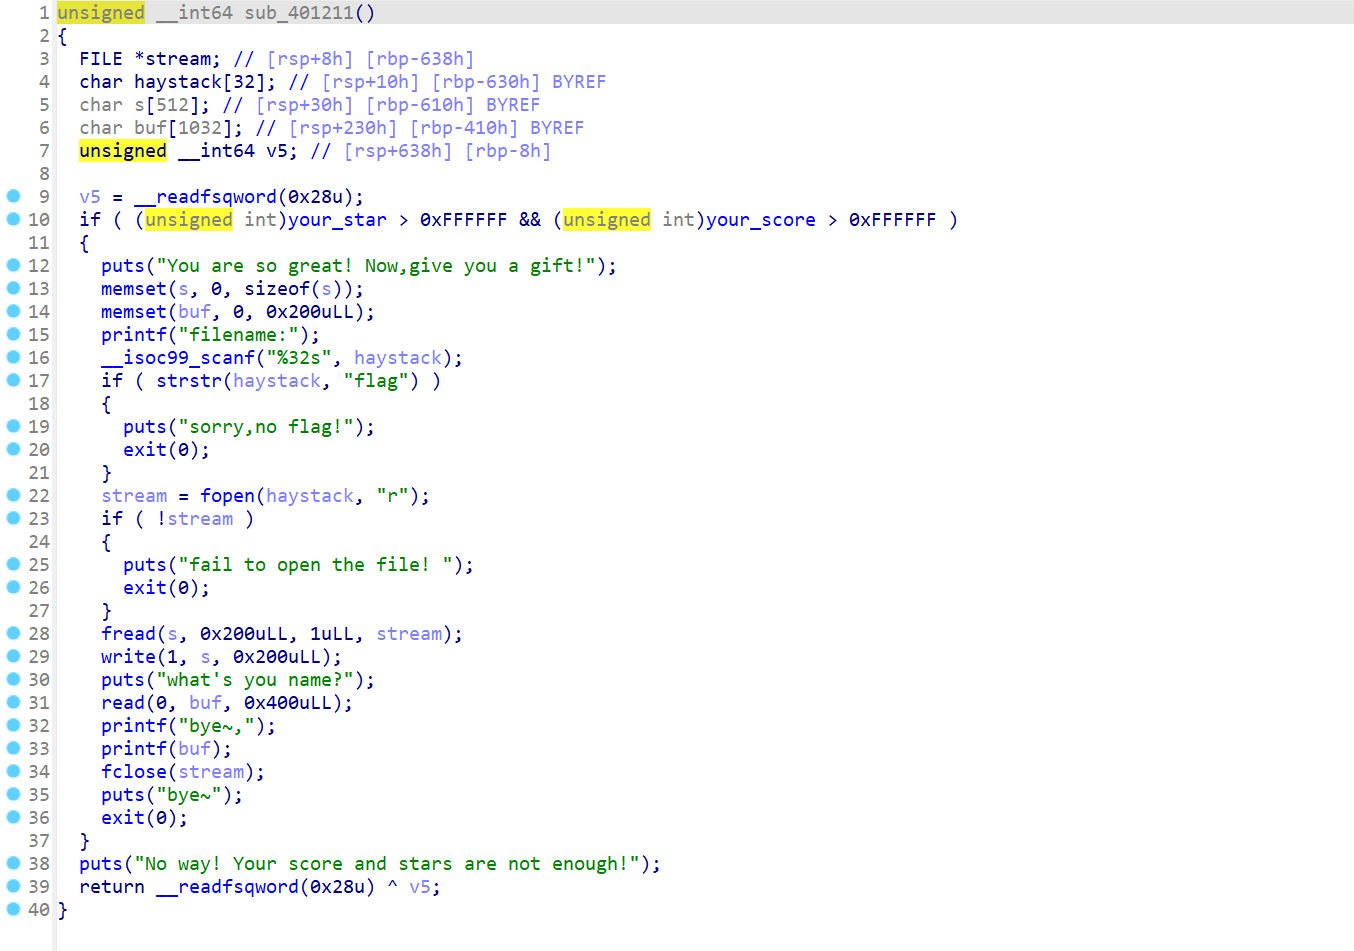 1 unsigned __int64 sub_401211()
2 {
3 FILE *stream; // [rsp+8h] [rbp-638h]
4 char haystack[32]; // [rsp+10h] [rbp-630h] BYREF
5 char s[512]; // [rsp+30h] [rbp-610h] BYREF
6 char buf[1032]; // [rsp+230h] [rbp-410h] BYREF
7 unsigned __int64 v5; // [rsp+638h] [rbp-8h]
8
9 v5 = __readfsqword(0x28u);
10 if ( (unsigned int)your_star > 0xFFFFFF && (unsigned int)your_score > 0xFFFFFF )
11 {
12 puts("You are so great! Now,give you a gift!");
13 memset(s, 0, sizeof(s));
14 memset(buf, 0, 0x200uLL);
15 printf("filename:");
16 __isoc99_scanf("%32s", haystack);
17 if ( strstr(haystack, "flag") )
18 {
19 puts("sorry,no flag!");
20 exit(0);
21 }
22 stream = fopen(haystack, "r");
23 if ( !stream )
24 {
25 puts("fail to open the file! ");
26 exit(0);
27 }
28 fread(s, 0x200uLL, 1uLL, stream);
29 write(1, s, 0x200uLL);
30 puts("what's you name?");
31 read(0, buf, 0x400uLL);
32 printf("bye~,");
33 printf(buf);
34 fclose(stream);
35 puts("bye~");
36 exit(0);
37 }
38 puts("No way! Your score and stars are not enough!");
39 return __readfsqword(0x28u) ^ v5;
40 }